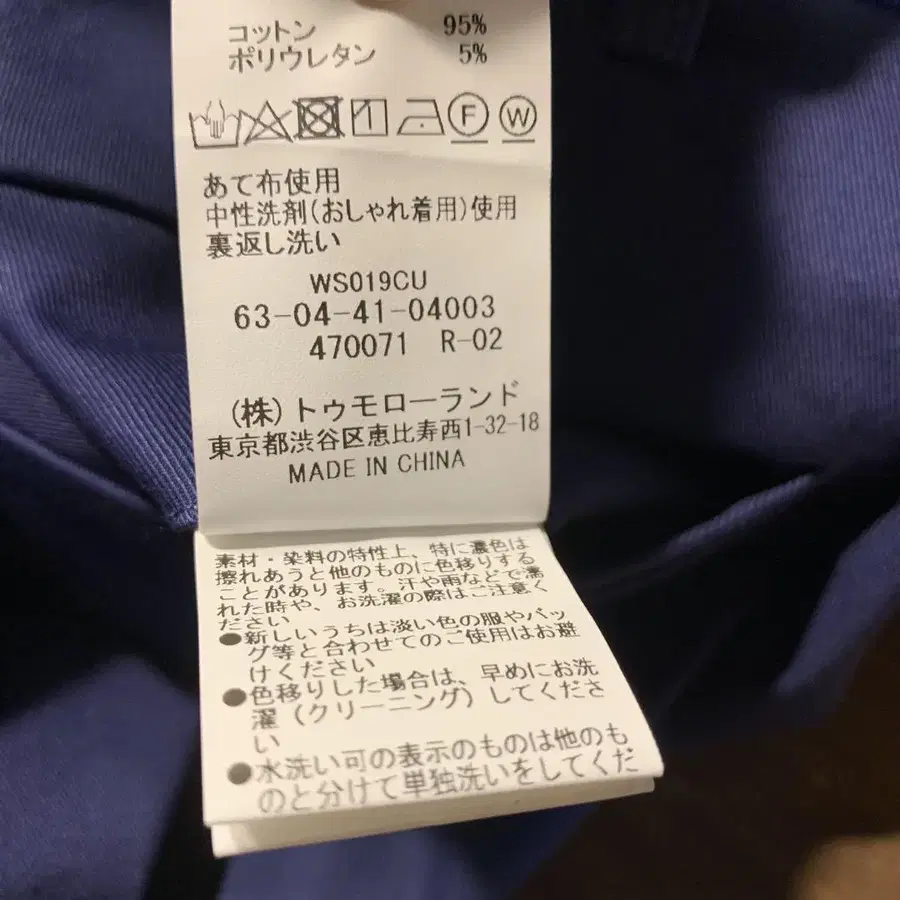 コットン 95%
ポリウレタン 5%
F W
あて布使用
中性洗剤(おしゃれ着用)使用
裏返し洗い
WS019CU
63-04-41-04003
470071 R-02
(株)トゥモローランド
東京都渋谷区恵比寿西1-32-18
MADE IN CHINA
素材・染料の特性上、特に濃色は
擦れあうと他のものに色移りする
ことがあります。汗や雨などで濡
れた時や、お洗濯の際はご注意く
ださい
●新しいうちは淡い色の服やバッ
グ等と合わせてのご使用はお避
けください
●色移りした場合は、早めにお洗
濯(クリーニング)してくださ
い
●水洗い可の表示のものは他のも
のと分けて単独洗いをしてくだ